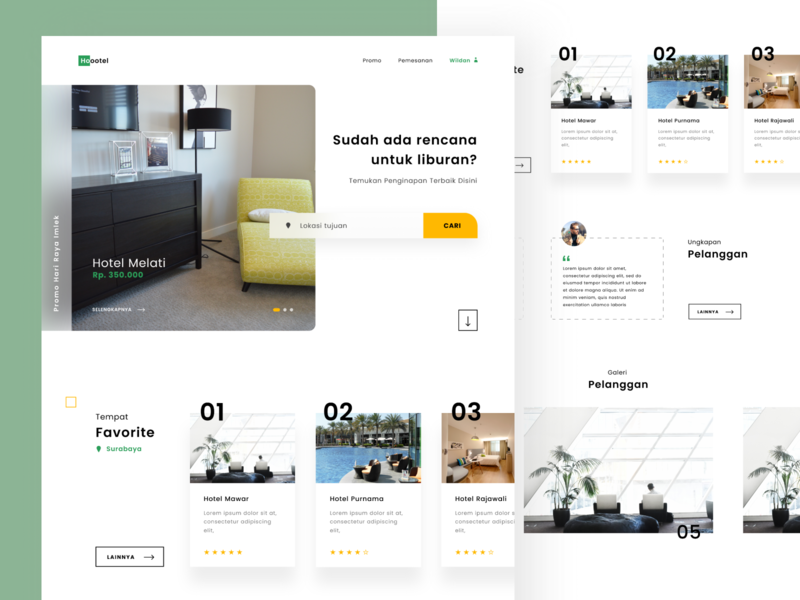 Hoootel
Promo
Pemesanan
Wildan
Promo Hari Raya Imlek
Hotel Melati
Rp. 350.000
SELENGKAPNYA
Sudah ada rencana
untuk liburan?
Temukan Penginapan Terbaik Disini
Lokasi tujuan
CARI
Tempat
Favorite
Surabaya
LAINNYA
01
Hotel Mawar
Lorem ipsum dolor sit at,
consectetur adipiscing
elit.
02
Hotel Purnama
Lorem ipsum dolor sit at,
consectetur adipiscing
elit,
03
Hotel Rajawali
Lorem ipsum dolor sit
consectetur adipiscing
elit.
te
01
Hotel Mawar
Lorem ipsum dolor sit at,
consectetur adipiscing
elit.
02
Hotel Purnama
Lorem ipsum dolor sit at,
consectetur adipiscing
elit.
03
Hotel Rajawali
Lorem ipsum dolor
consectetur adipis
elit.
Lorem ipsum dolor sit amet,
consectetur adipiscing elit, sed do
eiusmod tempor incididunt ut labore
et dolore magna aliqua. Ut enim ad
minim veniam, quis nostrud
exercitation ullamco laboris
Ungkapan
Pelanggan
LAINNYA
Galeri
Pelanggan
05